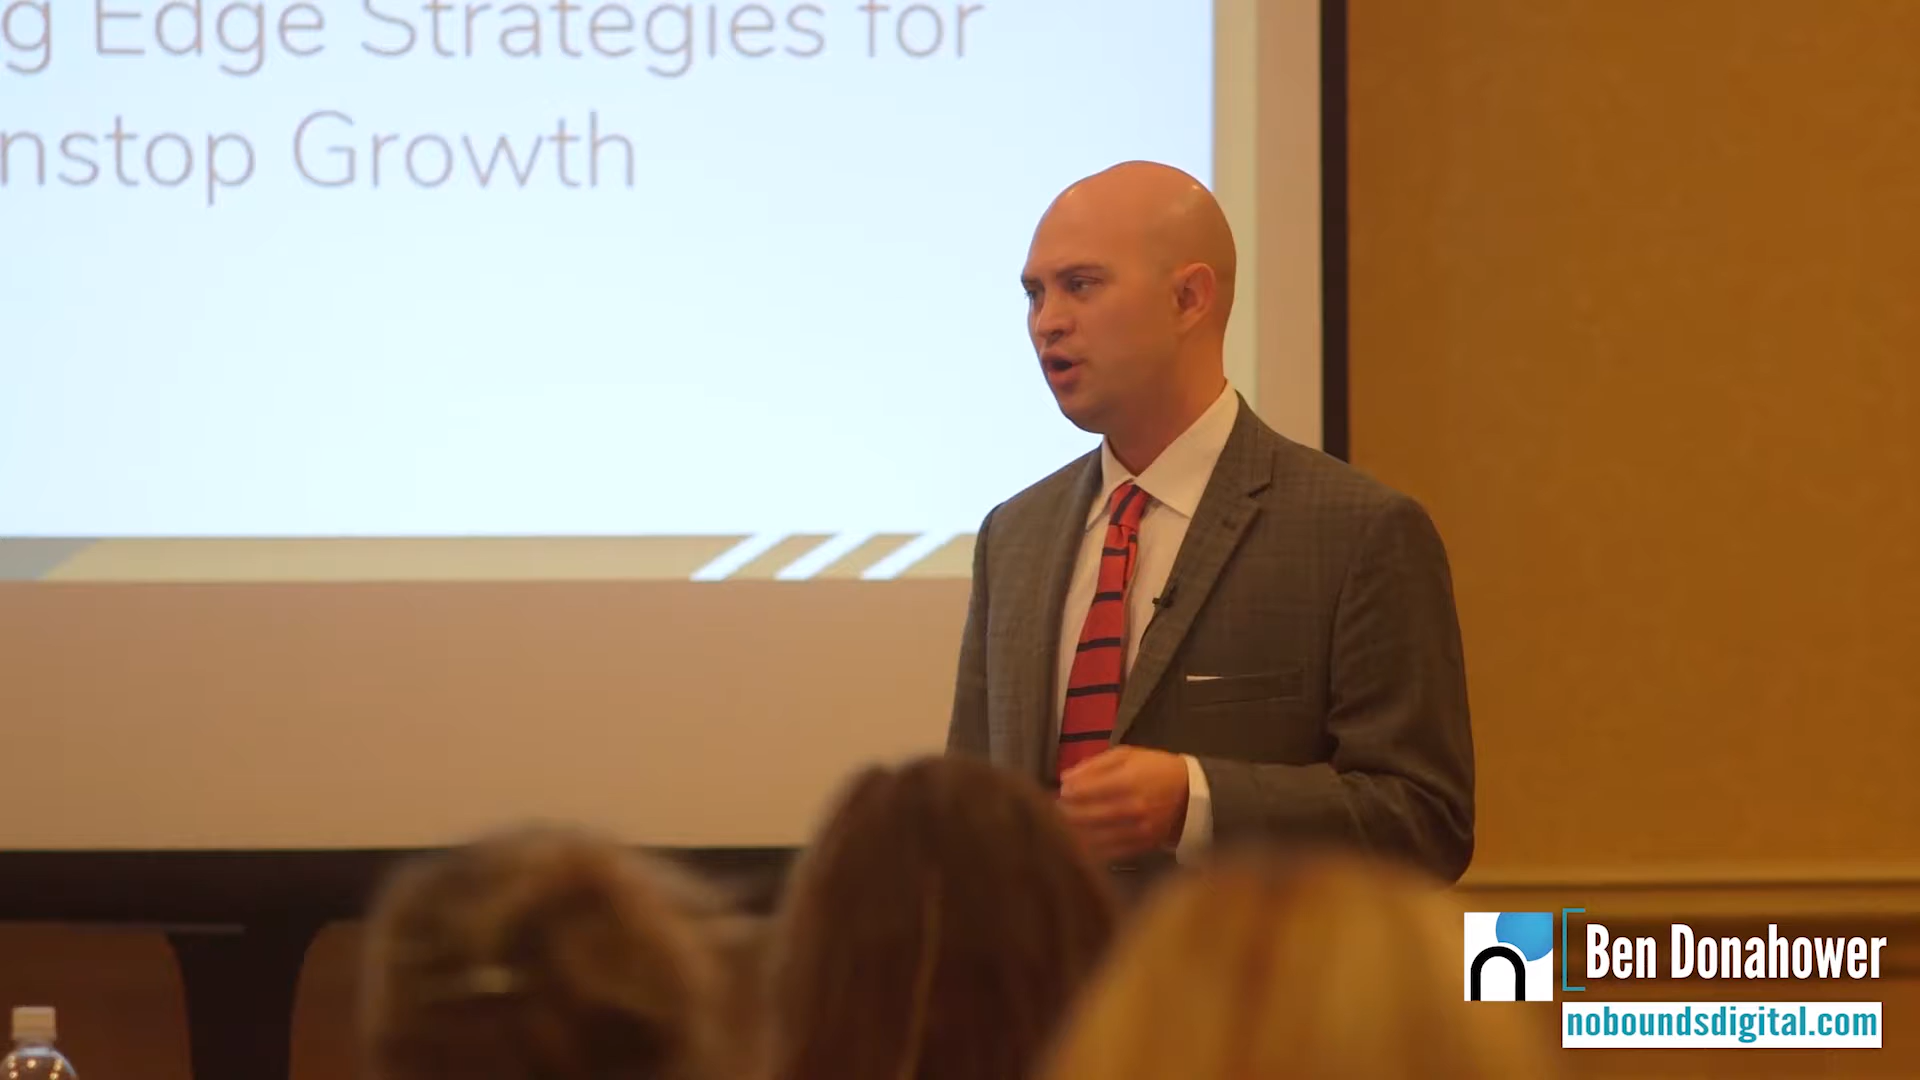 g Edge Strategies for
nstop Growth
Ben Donahower
noboundsdigital.com